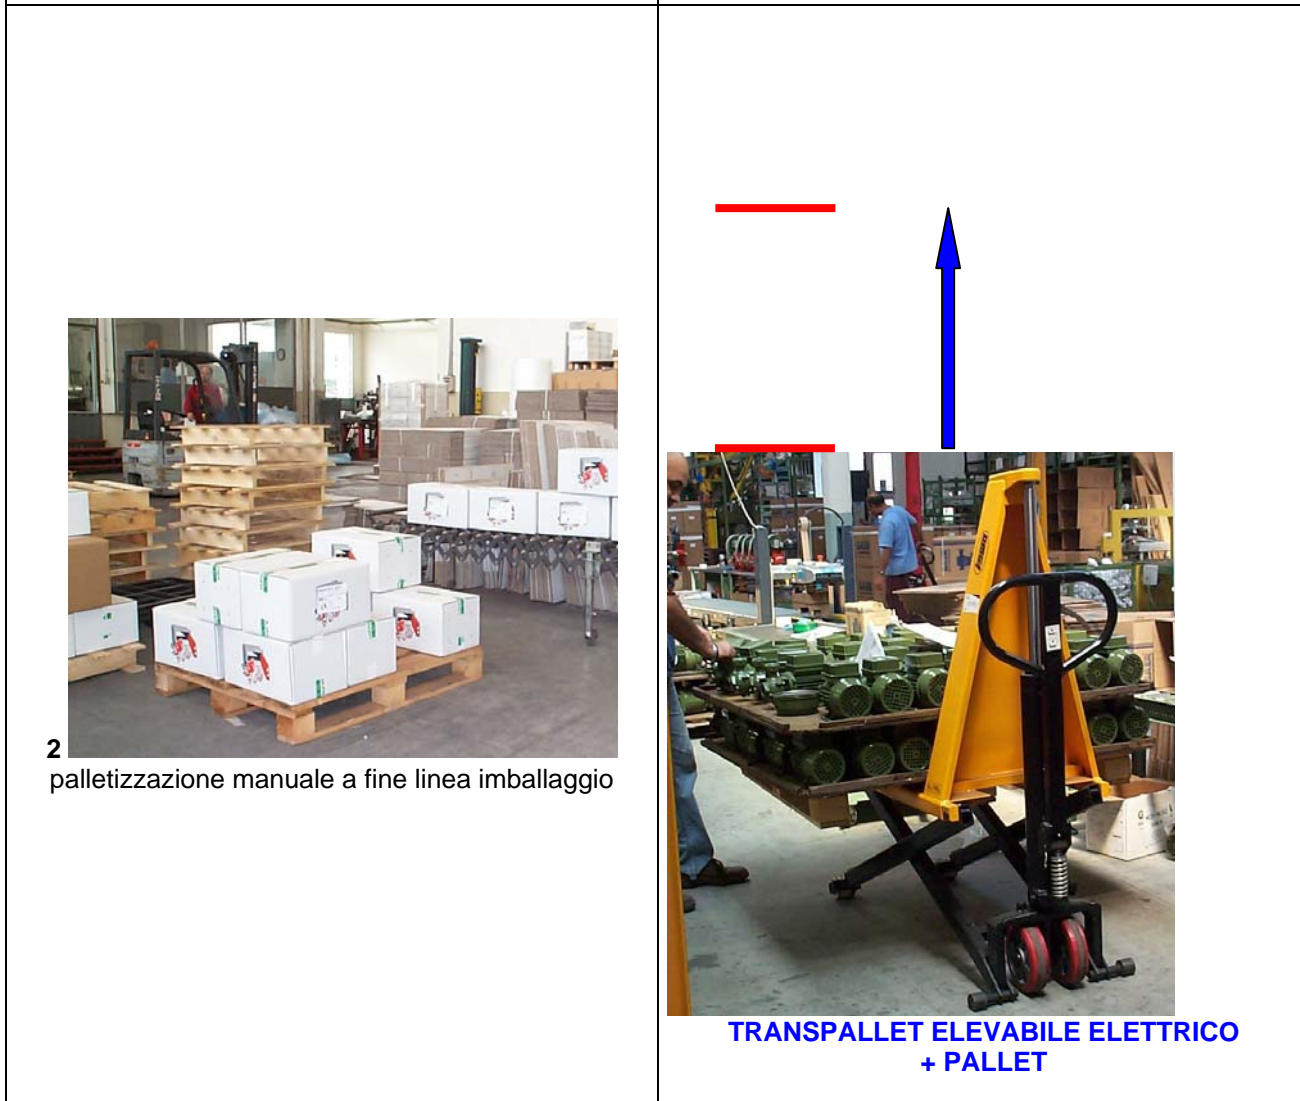 2
palletizzazione manuale a fine linea imballaggio
TRANSPALLET ELEVABILE ELETTRICO
+ PALLET